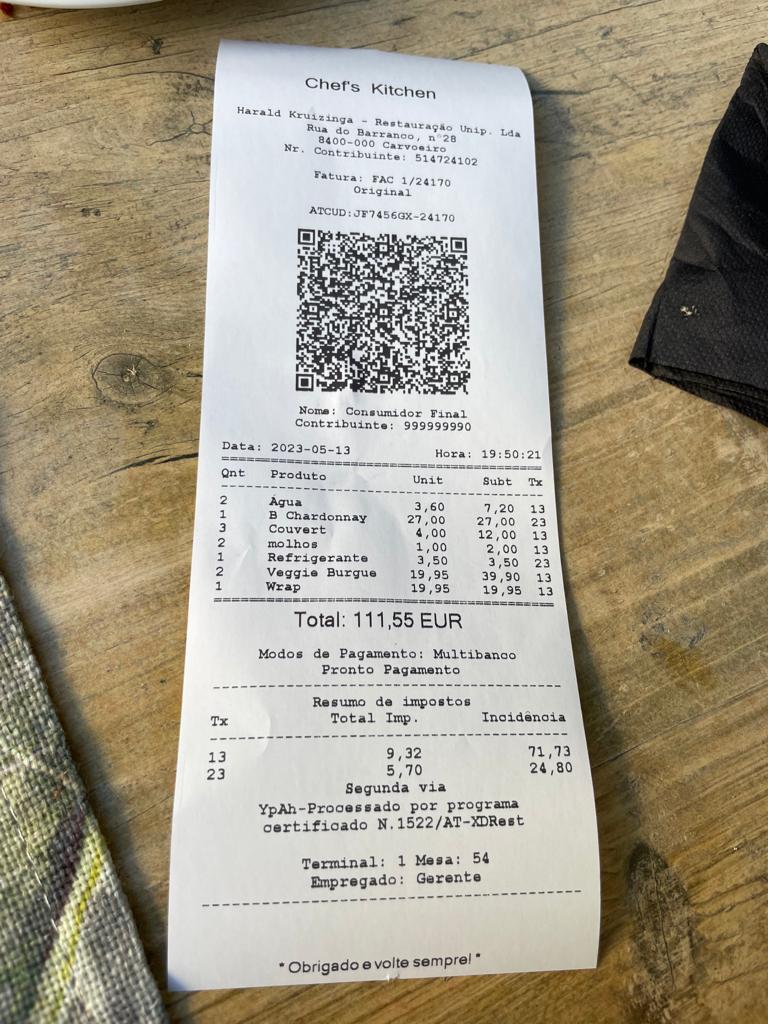 Chef's Kitchen
Harald Kruizinga - Restauração Unip. Lda
Rua do Barranco, nº28
8400-000 Carvoeiro
Nr. Contribuinte: 514724102
Fatura: FAC 1/24170
Original
ATCUD:JF7456GX-24170
Nome: Consumidor Final
Contribuinte: 999999990
Data: 2023-05-13 Hora: 19:50:21
Qnt Produto Unit Subt Tx
2 Água 3,60 7,20 13
1 B Chardonnay 27,00 27,00 23
3 Couvert 4,00 12,00 13
2 molhos 1,00 2,00 13
1 Refrigerante 3,50 3,50 23
2 Veggie Burgue 19,95 39,90 13
1 Wrap 19,95 19,95 13
Total: 111,55 EUR
Modos de Pagamento: Multibanco
Pronto Pagamento
Resumo de impostos
Tx Total Imp. Incidência
13 9,32 71,73
23 5,70 24,80
Segunda via
YpAh-Processado por programa
certificado N.1522/AT-XDRest
Terminal: 1 Mesa: 54
Empregado: Gerente
* Obrigado e volte sempre! *